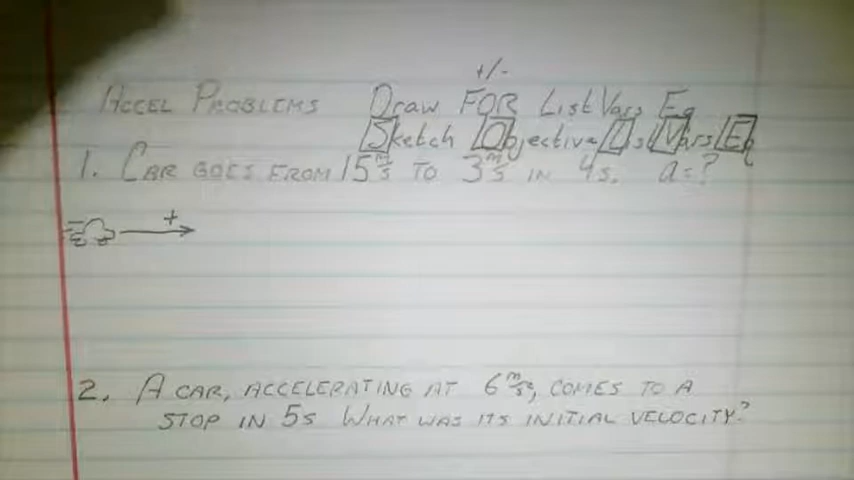 +/-
ACCEL PROBLEMS Draw FOR List Vars Eq
Sketch Objective List Vars Eq
1. CAR GOES FROM 15 m/s TO 3 m/s IN 4s. a=?
+
2. A CAR, ACCELERATING AT 6 m/s², COMES TO A
STOP IN 5s WHAT WAS ITS INITIAL VELOCITY?